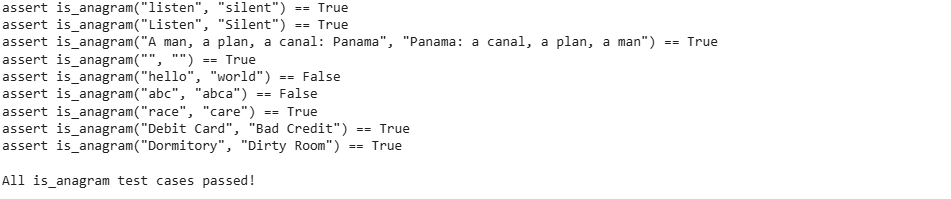 assert is_anagram("listen", "silent") == True
assert is_anagram("Listen", "Silent") == True
assert is_anagram("A man, a plan, a canal: Panama", "Panama: a canal, a plan, a man") == True
assert is_anagram("", "") == True
assert is_anagram("hello", "world") == False
assert is_anagram("abc", "abca") == False
assert is_anagram("race", "care") == True
assert is_anagram("Debit Card", "Bad Credit") == True
assert is_anagram("Dormitory", "Dirty Room") == True
All is_anagram test cases passed!